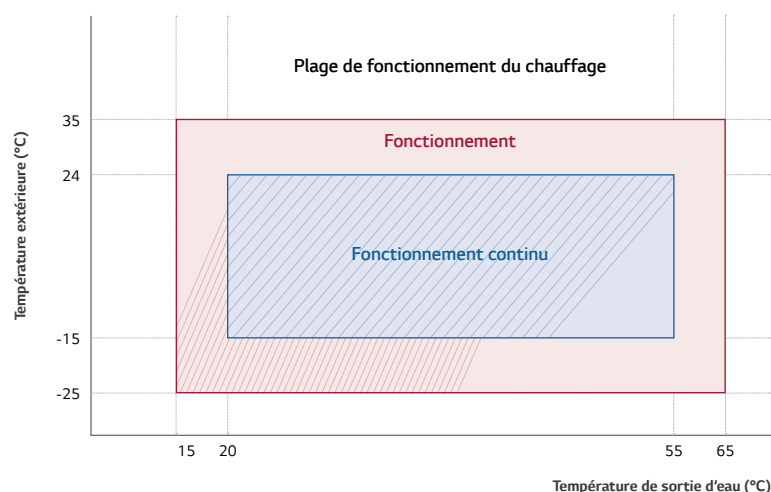 Plage de fonctionnement du chauffage
Température extérieure (°C)
35
Fonctionnement
24
Fonctionnement continu
-15
-25
15 20 55 65
Température de sortie d'eau (°C)